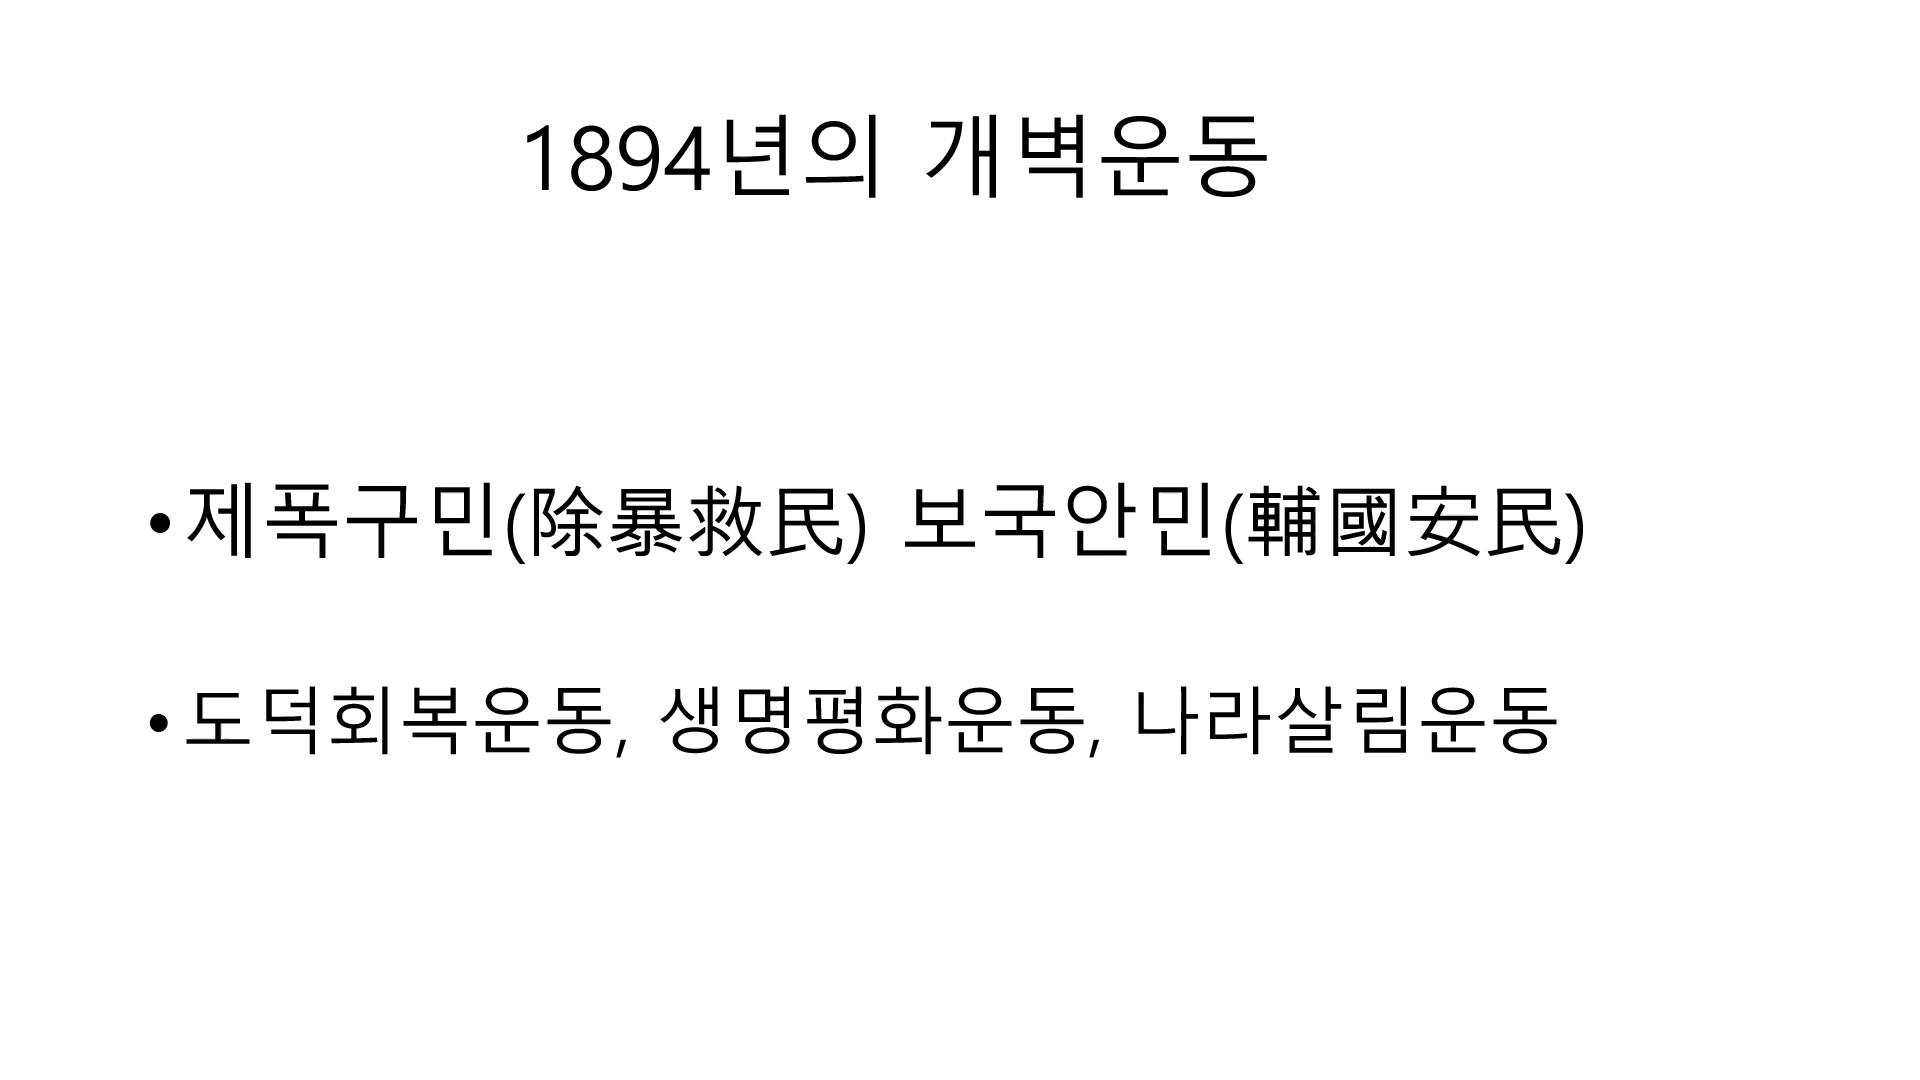 1894년의 개벽운동
•제폭구민(除暴救民) 보국안민(輔國安民)
•도덕회복운동, 생명평화운동, 나라살림운동